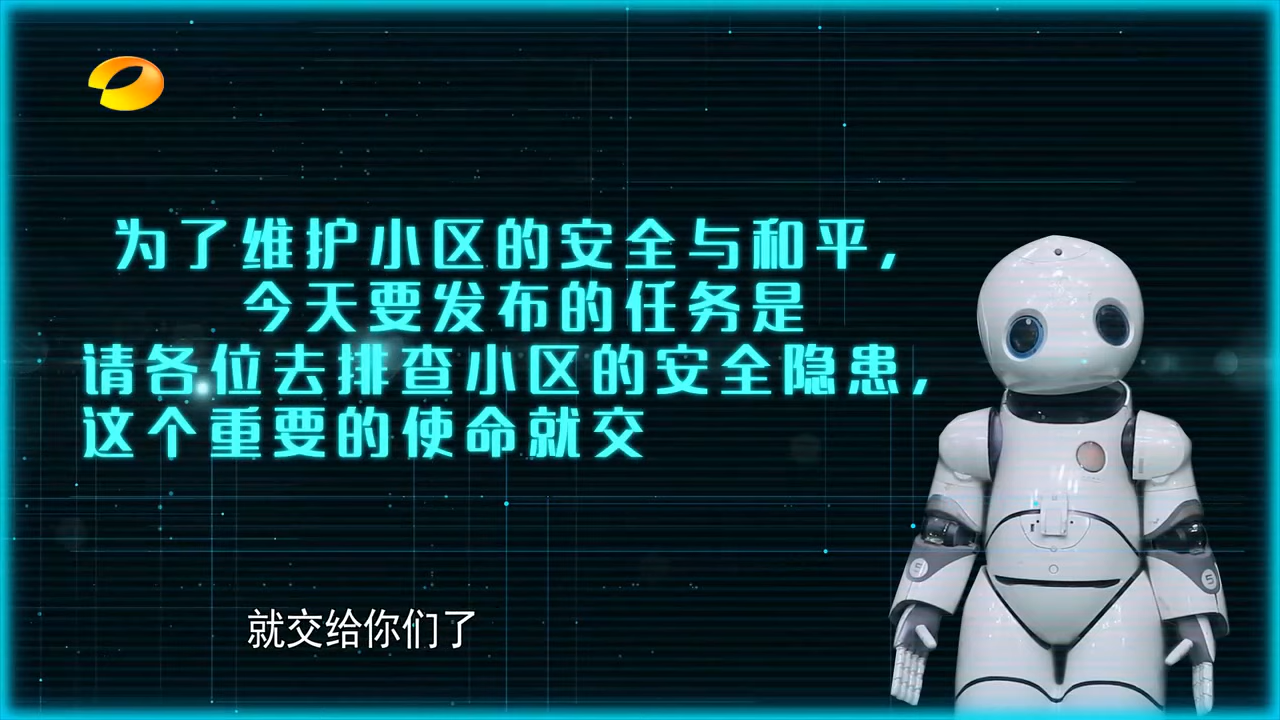 为了维护小区的安全与和平，
今天要发布的任务是
请各位去排查小区的安全隐患，
这个重要的使命就交
就交给你们了